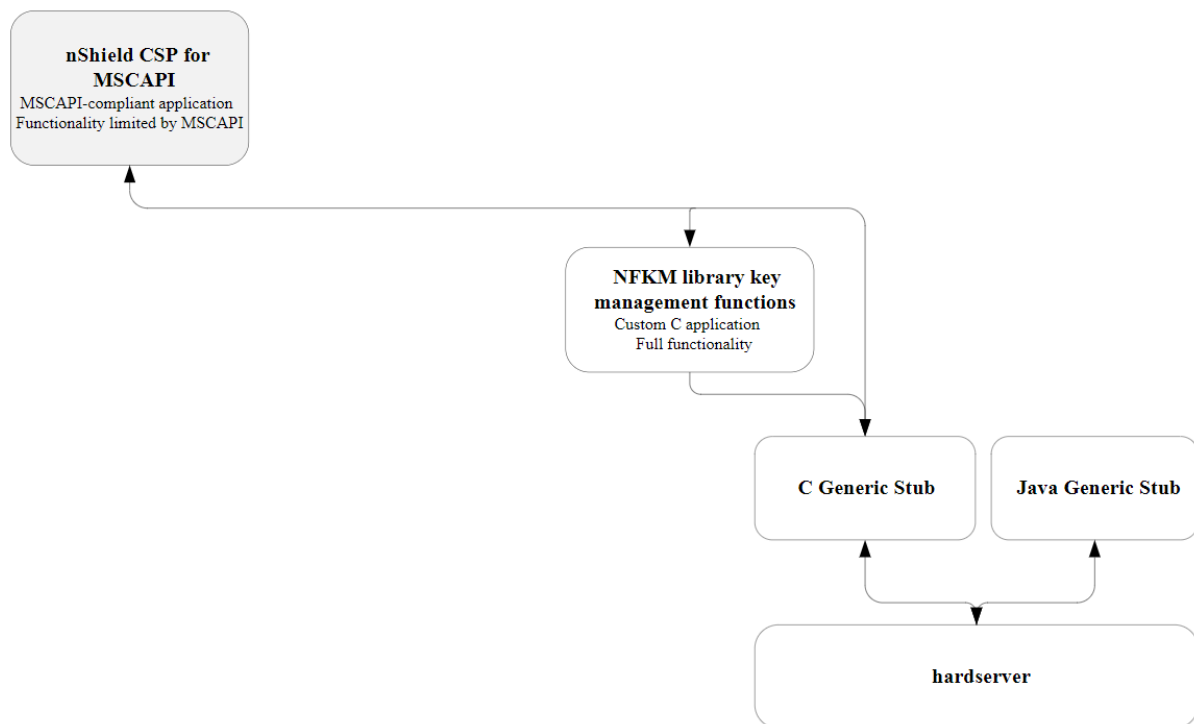 nShield CSP for
MSCAPI
MSCAPI-compliant application
Functionality limited by MSCAPI
NFKM library key
management functions
Custom C application
Full functionality
C Generic Stub
Java Generic Stub
hardserver